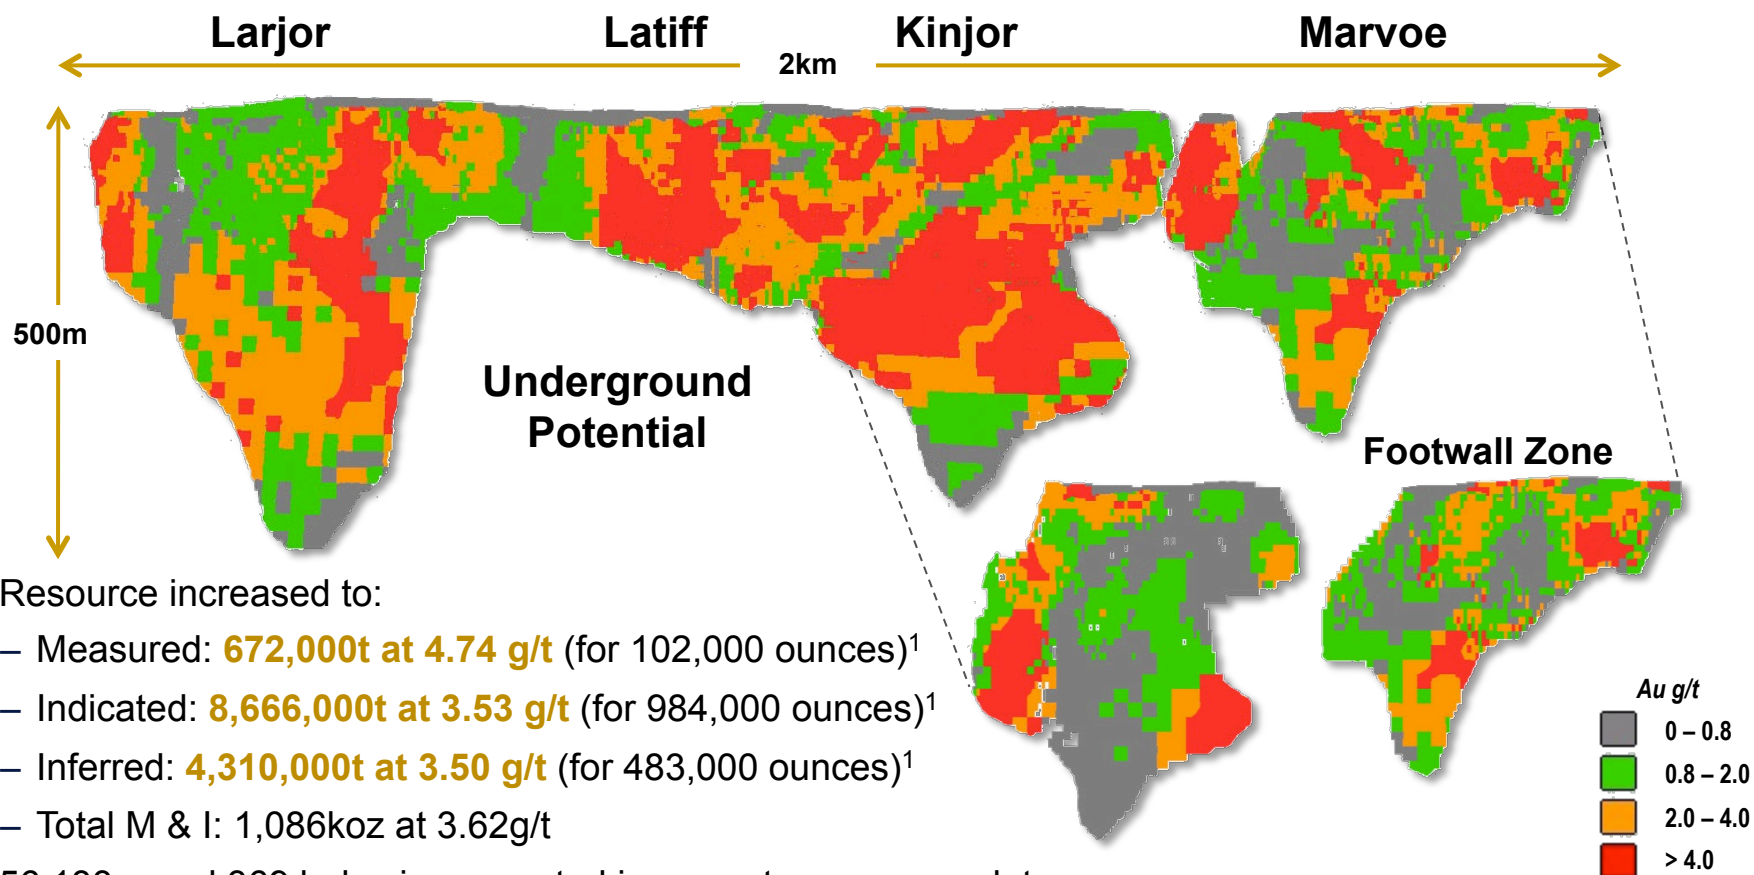 Larjor Latiff Kinjor Marvoe
2km
500m
Underground
Potential
Footwall Zone
Resource increased to:
– Measured: 672,000t at 4.74 g/t (for 102,000 ounces)1
– Indicated: 8,666,000t at 3.53 g/t (for 984,000 ounces)1
– Inferred: 4,310,000t at 3.50 g/t (for 483,000 ounces)1
– Total M & I: 1,086koz at 3.62g/t
Au g/t
0 – 0.8
0.8 – 2.0
2.0 – 4.0
> 4.0